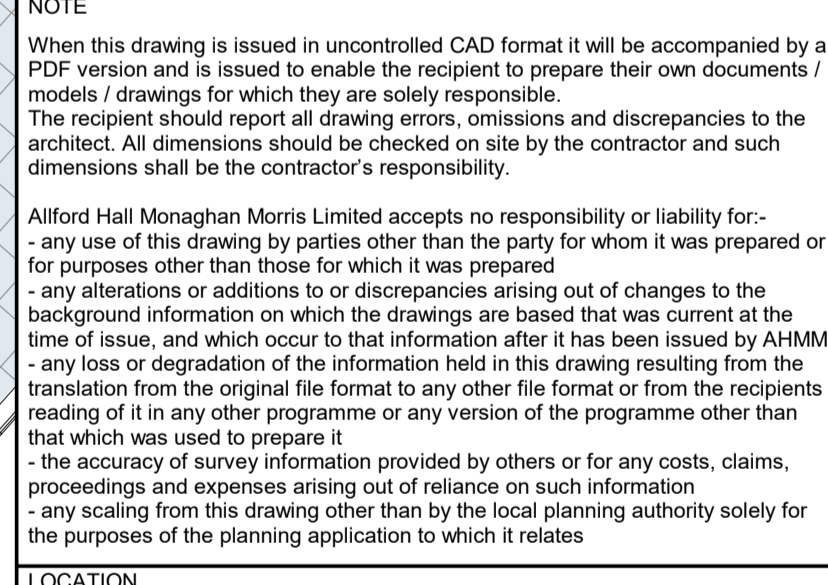 NOTE
When this drawing is issued in uncontrolled CAD format it will be accompanied by a
PDF version and is issued to enable the recipient to prepare their own documents /
models / drawings for which they are solely responsible.
The recipient should report all drawing errors, omissions and discrepancies to the
architect. All dimensions should be checked on site by the contractor and such
dimensions shall be the contractor's responsibility.
Allford Hall Monaghan Morris Limited accepts no responsibility or liability for:-
- any use of this drawing by parties other than the party for whom it was prepared or
for purposes other than those for which it was prepared
- any alterations or additions to or discrepancies arising out of changes to the
background information on which the drawings are based that was current at the
time of issue, and which occur to that information after it has been issued by AHMM
- any loss or degradation of the information held in this drawing resulting from the
translation from the original file format to any other file format or from the recipients
reading of it in any other programme or any version of the programme other than
that which was used to prepare it
- the accuracy of survey information provided by others or for any costs, claims,
proceedings and expenses arising out of reliance on such information
- any scaling from this drawing other than by the local planning authority solely for
the purposes of the planning application to which it relates
LOCATION